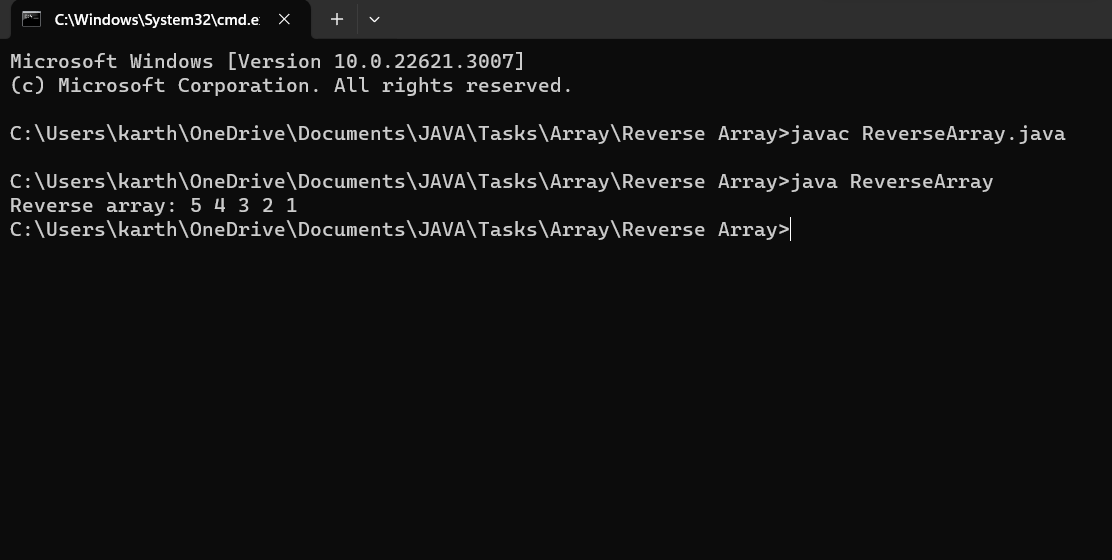 C:\Windows\System32\cmd.e
Microsoft Windows [Version 10.0.22621.3007]
(c) Microsoft Corporation. All rights reserved.
C:\Users\karth\OneDrive\Documents\JAVA\Tasks\Array\Reverse Array>javac ReverseArray.java
C:\Users\karth\OneDrive\Documents\JAVA\Tasks\Array\Reverse Array>java ReverseArray
Reverse array: 5 4 3 2 1
C:\Users\karth\OneDrive\Documents\JAVA\Tasks\Array\Reverse Array>